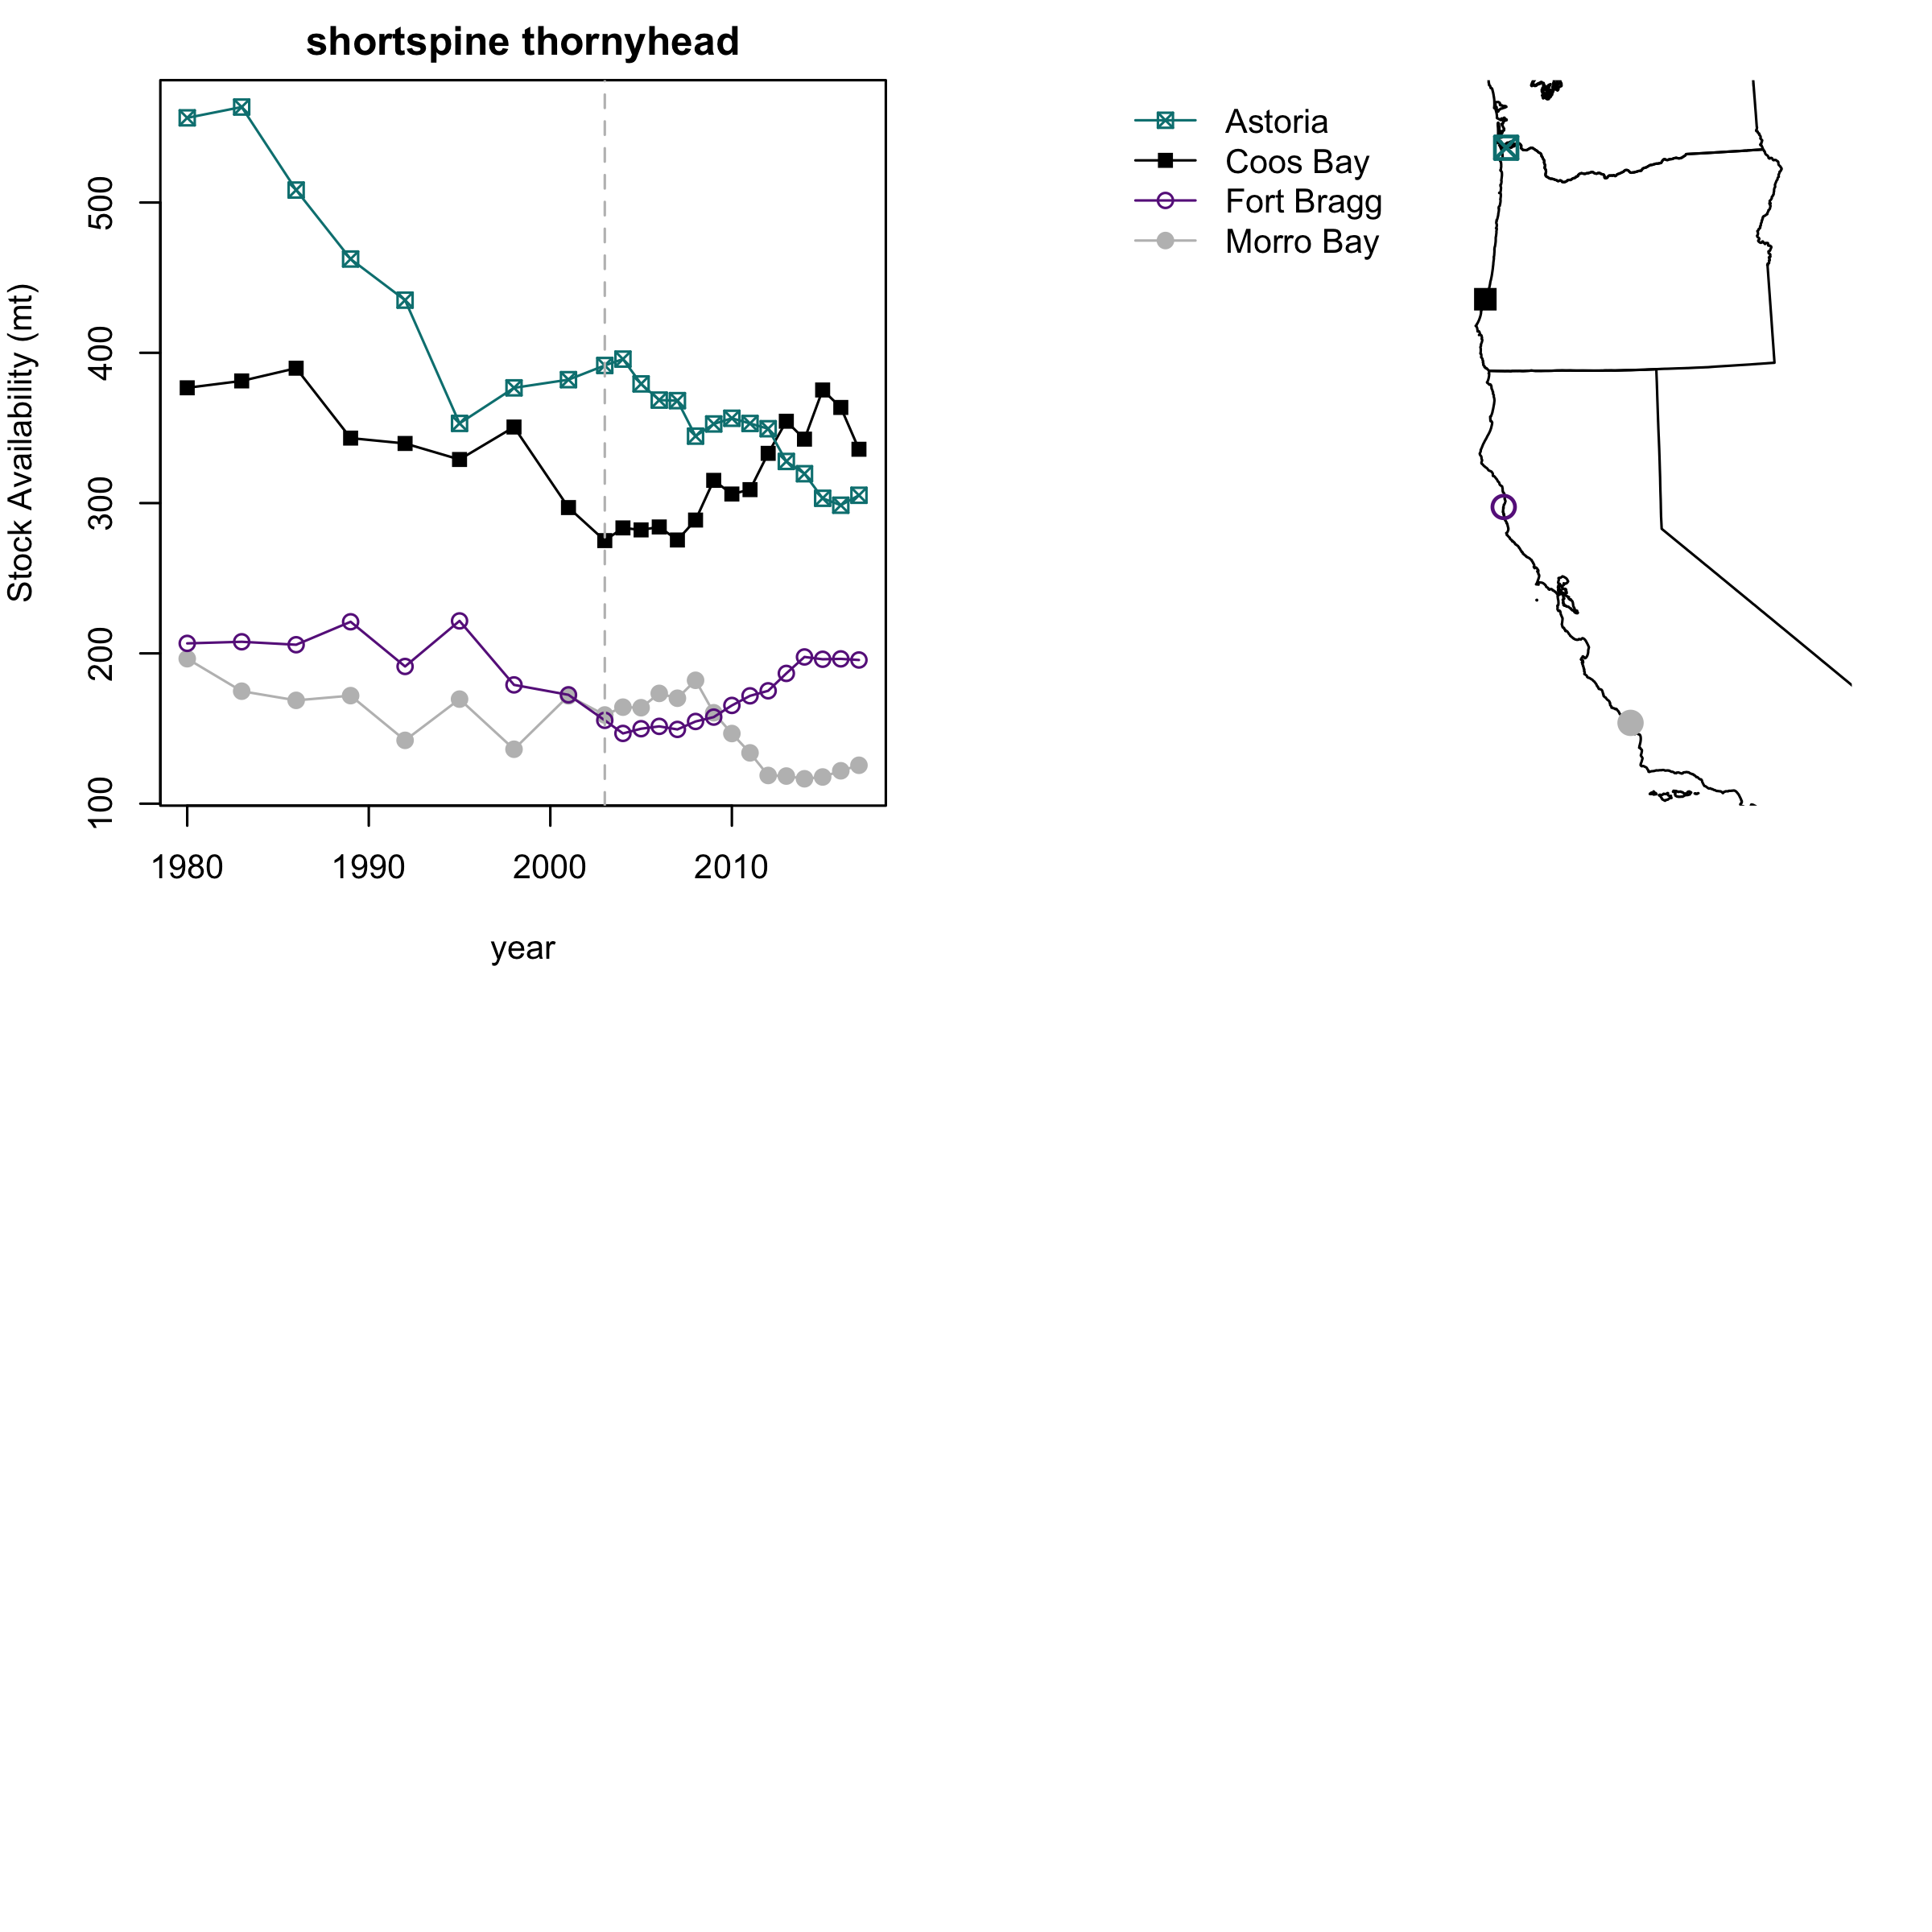 shortspine thornyhead
Stock Availability (mt)
500
400
300
200
100
1980 1990 2000 2010
year
Astoria
Coos Bay
Fort Bragg
Morro Bay